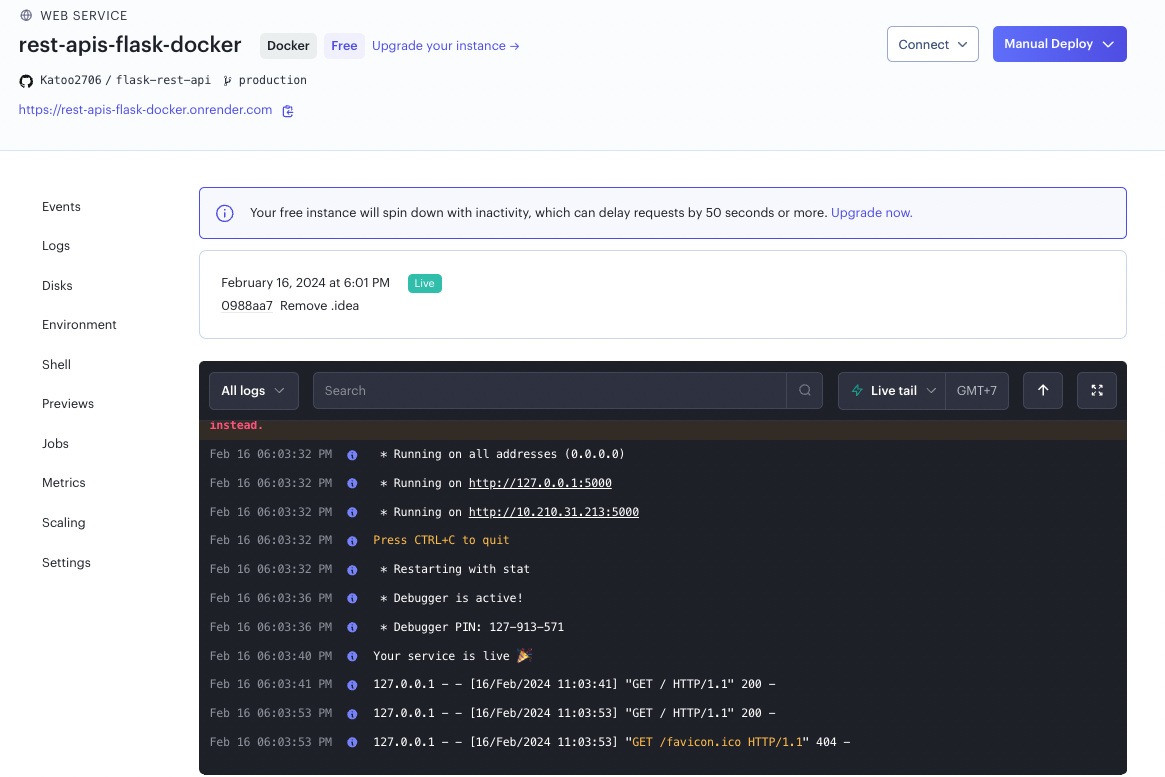 WEB SERVICE
rest-apis-flask-docker Docker Free Upgrade your instance →
Connect
Manual Deploy
Katoo2706 / flask-rest-api production
https://rest-apis-flask-docker.onrender.com
Events
Logs
Disks
Environment
Shell
Previews
Jobs
Metrics
Scaling
Settings
Your free instance will spin down with inactivity, which can delay requests by 50 seconds or more. Upgrade now.
February 16, 2024 at 6:01 PM Live
0988aa7 Remove .idea
All logs Search Live tail GMT+7
instead.
Feb 16 06:03:32 PM * Running on all addresses (0.0.0.0)
Feb 16 06:03:32 PM * Running on http://127.0.0.1:5000
Feb 16 06:03:32 PM * Running on http://10.210.31.213:5000
Feb 16 06:03:32 PM Press CTRL+C to quit
Feb 16 06:03:32 PM * Restarting with stat
Feb 16 06:03:36 PM * Debugger is active!
Feb 16 06:03:36 PM * Debugger PIN: 127-913-571
Feb 16 06:03:40 PM Your service is live 🎉
Feb 16 06:03:41 PM 127.0.0.1 - - [16/Feb/2024 11:03:41] "GET / HTTP/1.1" 200 -
Feb 16 06:03:53 PM 127.0.0.1 - - [16/Feb/2024 11:03:53] "GET / HTTP/1.1" 200 -
Feb 16 06:03:53 PM 127.0.0.1 - - [16/Feb/2024 11:03:53] "GET /favicon.ico HTTP/1.1" 404 -